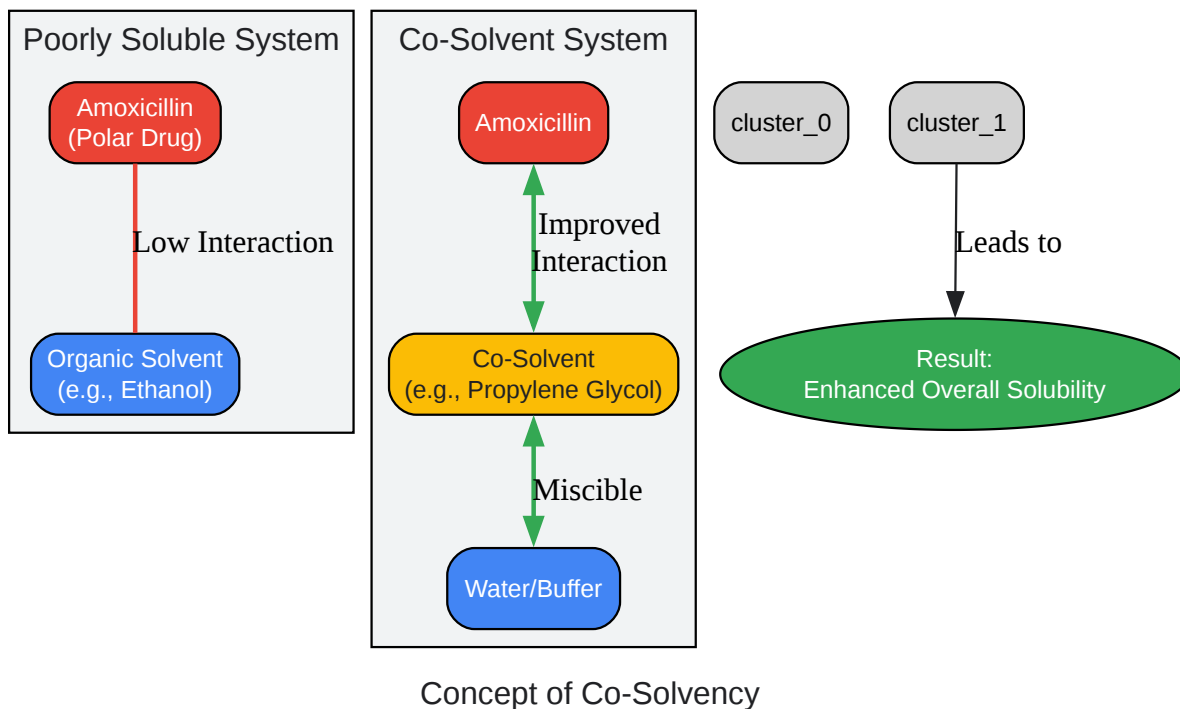 Poorly Soluble System
Amoxicillin
(Polar Drug)
Low Interaction
Organic Solvent
(e.g., Ethanol)
Co-Solvent System
Amoxicillin
Improved
Interaction
Co-Solvent
(e.g., Propylene Glycol)
Miscible
Water/Buffer
cluster_0
cluster_1
Leads to
Result:
Enhanced Overall Solubility
Concept of Co-Solvency